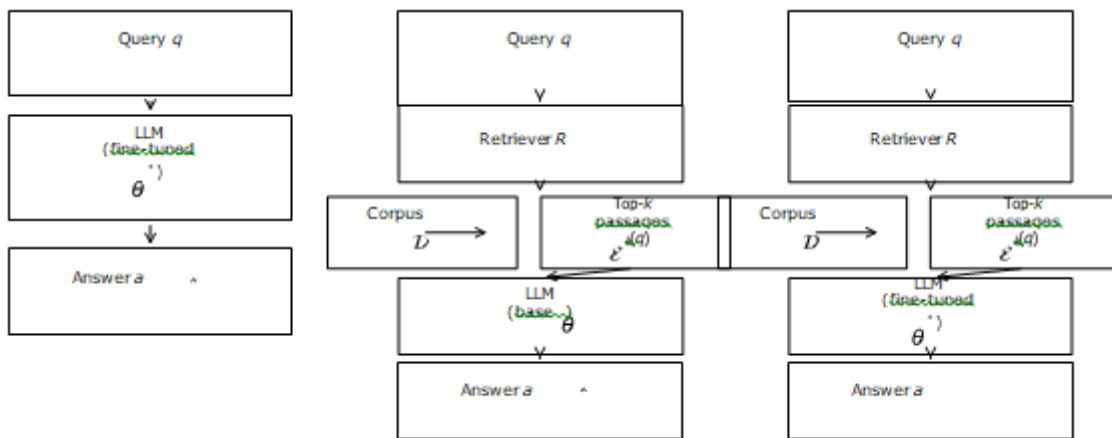 Query q
LLM
(fine-tuned
θ*)
Answer a ^
Query q
Retriever R
Corpus
D
Top-k
passages
ℰ(q)
LLM
(base )
θ
Answer a ^
Query q
Retriever R
Corpus
D
Top-k
passages
ℰ(q)
LLM
(fine-tuned
θ*)
Answer a